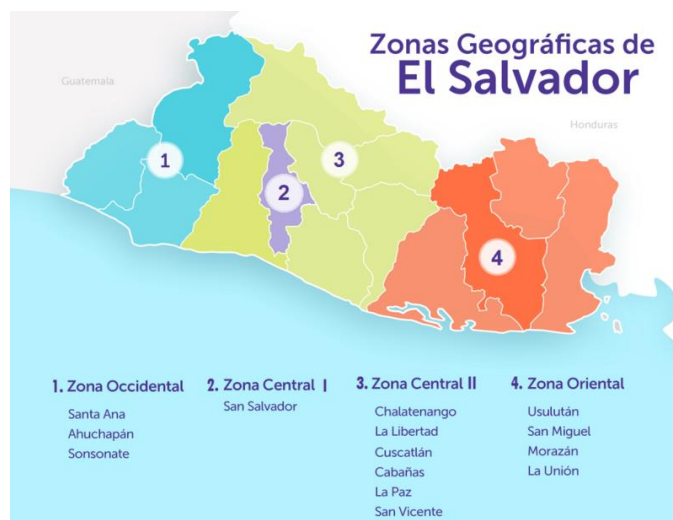 Zonas Geográficas de
El Salvador
Guatemala
Honduras
1
2
3
4
1. Zona Occidental
Santa Ana
Ahuchapán
Sonsonate
2. Zona Central I
San Salvador
3. Zona Central II
Chalatenango
La Libertad
Cuscatlán
Cabañas
La Paz
San Vicente
4. Zona Oriental
Usulután
San Miguel
Morazán
La Unión